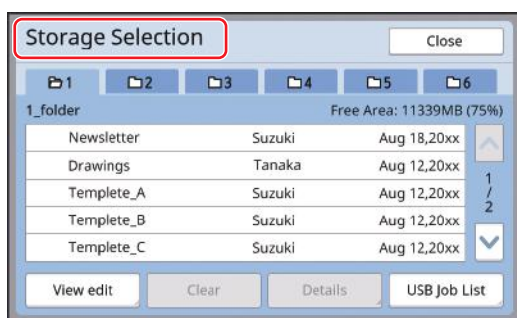 Storage Selection
Close
1 2 3 4 5 6
1_folder Free Area: 11339MB (75%)
Newsletter Suzuki Aug 18,20xx
Drawings Tanaka Aug 12,20xx
Templete_A Suzuki Aug 12,20xx
Templete_B Suzuki Aug 12,20xx
Templete_C Suzuki Aug 12,20xx
1
/
2
View edit Clear Details USB Job List